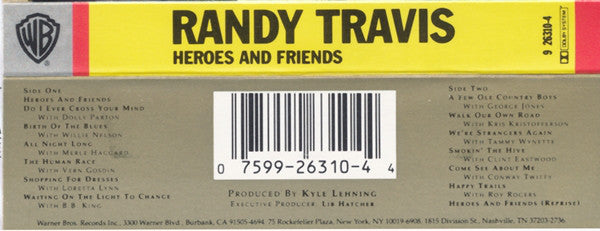 WB
RANDY TRAVIS
HEROES AND FRIENDS
DOLBY SYSTEM
9 26310-4
SIDE ONE
HEROES AND FRIENDS
DO I EVER CROSS YOUR MIND
WITH DOLLY PARTON
BIRTH OF THE BLUES
WITH WILLIE NELSON
ALL NIGHT LONG
WITH MERLE HAGGARD
THE HUMAN RACE
WITH VERN GOSDIN
SHOPPING FOR DRESSES
WITH LORETTA LYNN
WAITING ON THE LIGHT TO CHANGE
WITH B.B. KING
0 7599-26310-4 4
PRODUCED BY KYLE LEHNING
EXECUTIVE PRODUCER: LIB HATCHER
SIDE TWO
A FEW OLE COUNTRY BOYS
WITH GEORGE JONES
WALK OUR OWN ROAD
WITH KRIS KRISTOFFERSON
WE'RE STRANGERS AGAIN
WITH TAMMY WYNETTE
SMOKIN' THE HIVE
WITH CLINT EASTWOOD
COME SEE ABOUT ME
WITH CONWAY TWITTY
HAPPY TRAILS
WITH ROY ROGERS
HEROES AND FRIENDS (REPRISE)
Warner Bros. Records Inc., 3300 Warner Blvd., Burbank, CA 91505-4694, 75 Rockefeller Plaza, New York, NY 10019-6908. 1815 Division St., Nashville, TN 37203-2736.